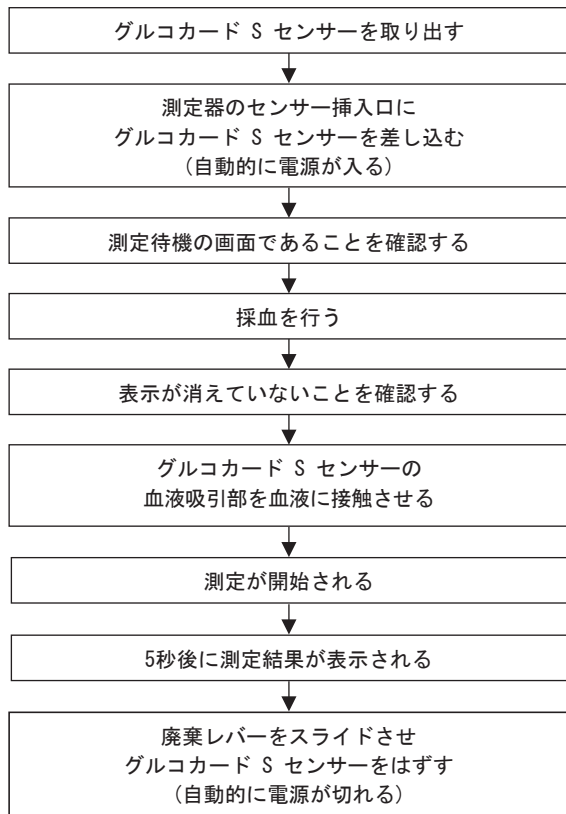 グルコカード S センサーを取り出す
測定器のセンサー挿入口に
グルコカード S センサーを差し込む
(自動的に電源が入る)
測定待機の画面であることを確認する
採血を行う
表示が消えていないことを確認する
グルコカード S センサーの
血液吸引部を血液に接触させる
測定が開始される
5秒後に測定結果が表示される
廃棄レバーをスライドさせ
グルコカード S センサーをはずす
(自動的に電源が切れる)